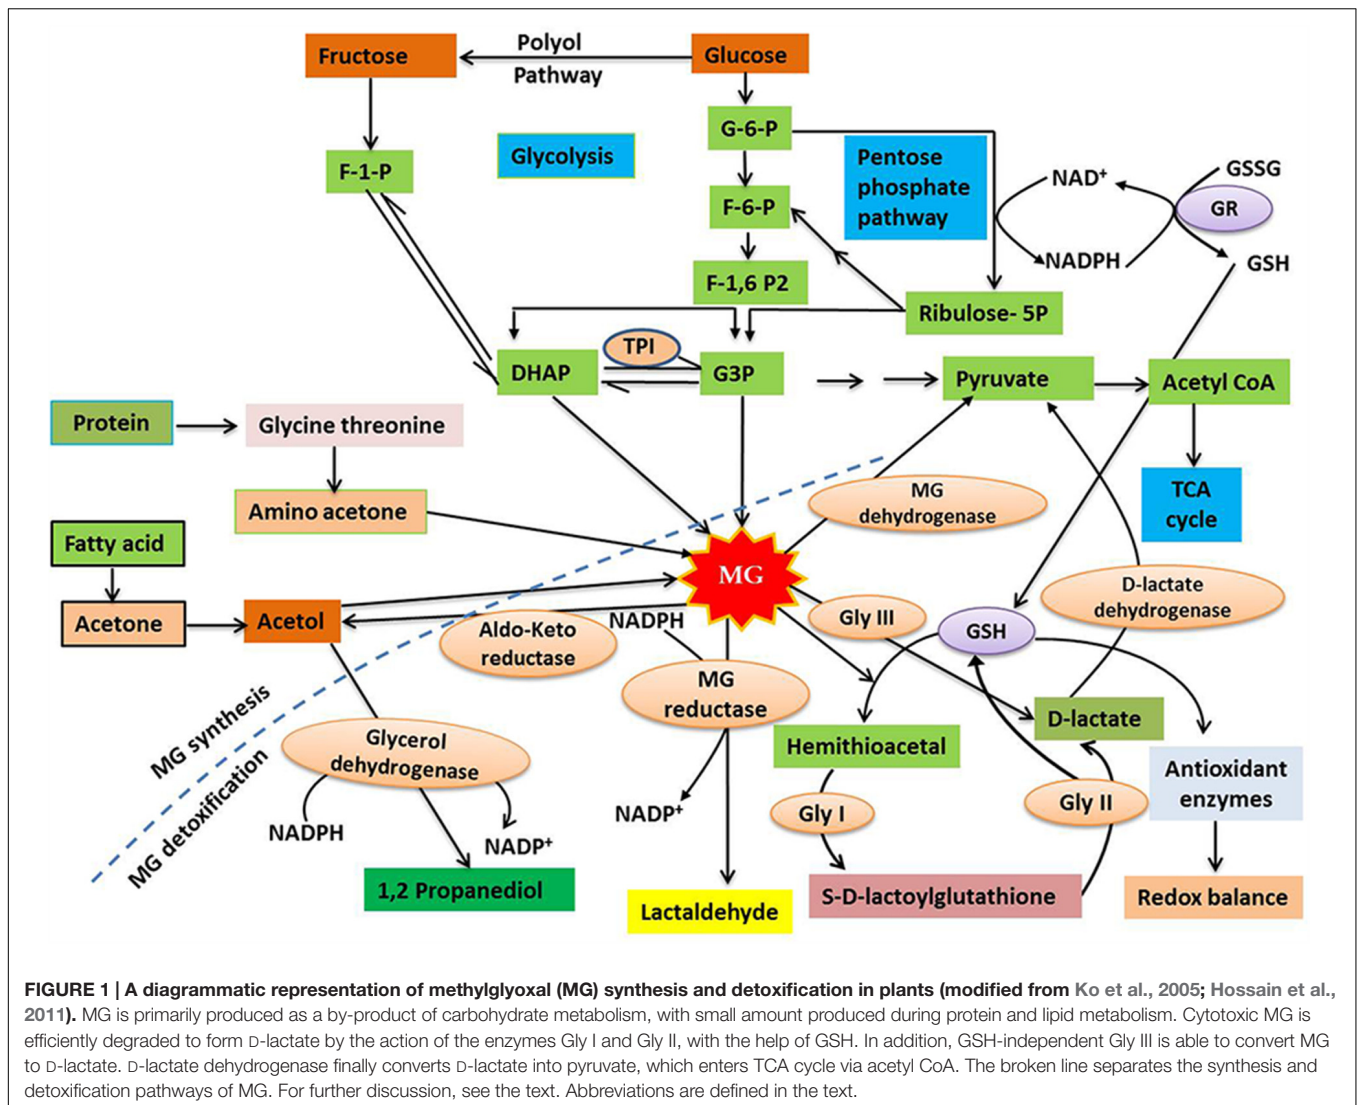 Fructose
Polyol
Pathway
Glucose
G-6-P
Glycolysis
Pentose
phosphate
pathway
F-1-P
NAD+
GSSG
GR
F-6-P
NADPH
GSH
F-1,6 P2
Ribulose- 5P
TPI
DHAP
G3P
Pyruvate
Acetyl CoA
Protein
Glycine threonine
TCA
cycle
MG
dehydrogenase
Amino acetone
Fatty acid
MG
D-lactate
dehydrogenase
Acetone
Acetol
Aldo-Keto
reductase
NADPH
Gly III
GSH
MG
reductase
MG synthesis
MG detoxification
Glycerol
dehydrogenase
D-lactate
Hemithioacetal
Antioxidant
enzymes
NADPH
NADP+
NADP+
Gly I
Gly II
1,2 Propanediol
Lactaldehyde
S-D-lactoylglutathione
Redox balance
FIGURE 1 | A diagrammatic representation of methylglyoxal (MG) synthesis and detoxification in plants (modified from Ko et al., 2005; Hossain et al.,
2011). MG is primarily produced as a by-product of carbohydrate metabolism, with small amount produced during protein and lipid metabolism. Cytotoxic MG is
efficiently degraded to form D-lactate by the action of the enzymes Gly I and Gly II, with the help of GSH. In addition, GSH-independent Gly III is able to convert MG
to D-lactate. D-lactate dehydrogenase finally converts D-lactate into pyruvate, which enters TCA cycle via acetyl CoA. The broken line separates the synthesis and
detoxification pathways of MG. For further discussion, see the text. Abbreviations are defined in the text.